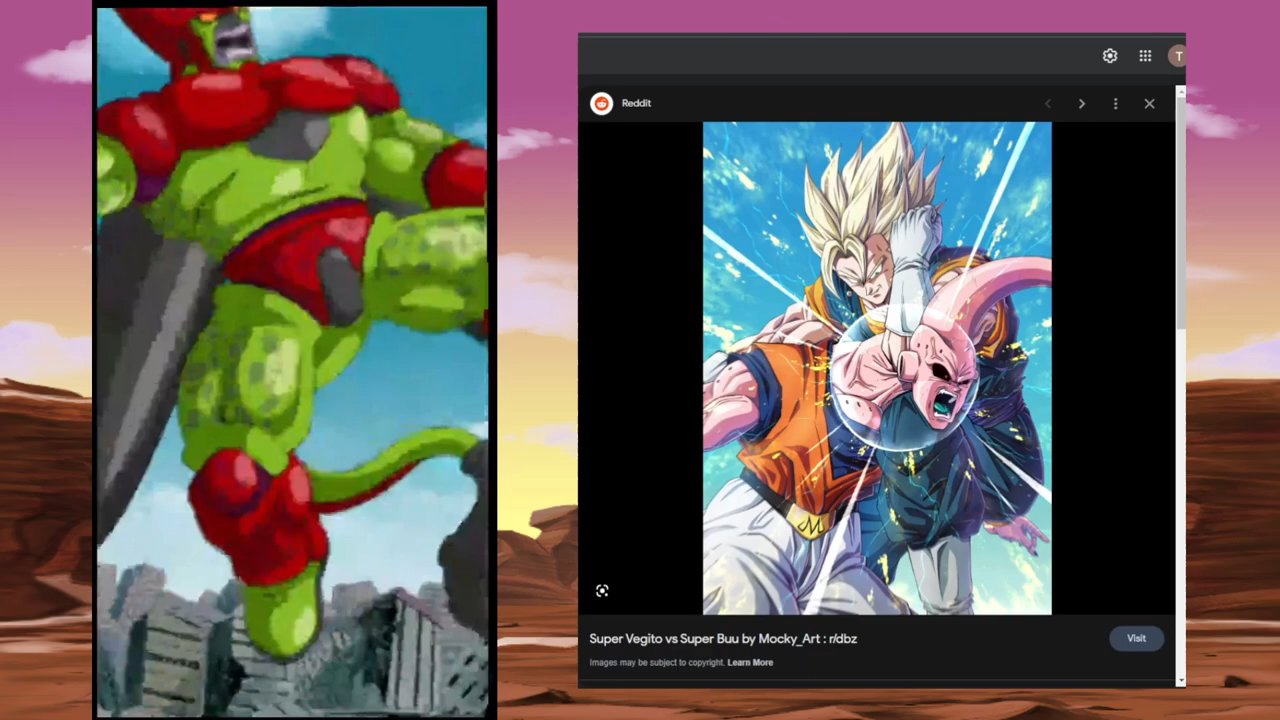 T
Reddit
Super Vegito vs Super Buu by Mocky_Art : r/dbz
Visit
Images may be subject to copyright. Learn More